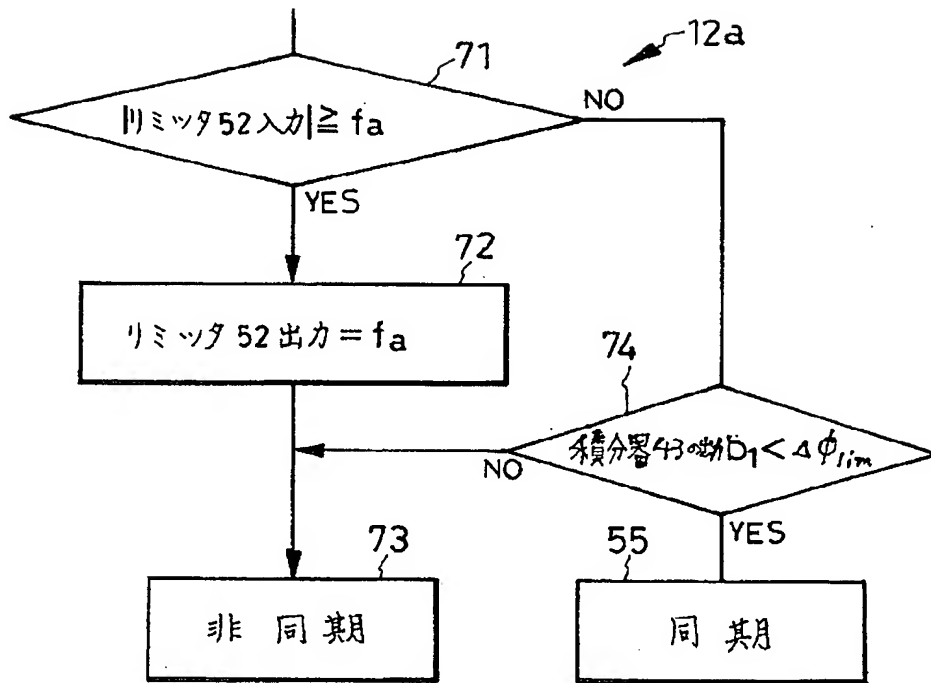 12a
71
|リミッタ52入力|≧fa
NO
YES
72
リミッタ52出力=fa
74
積分器43の出力D₁<ΔΦlim
NO
YES
73
非同期
55
同期